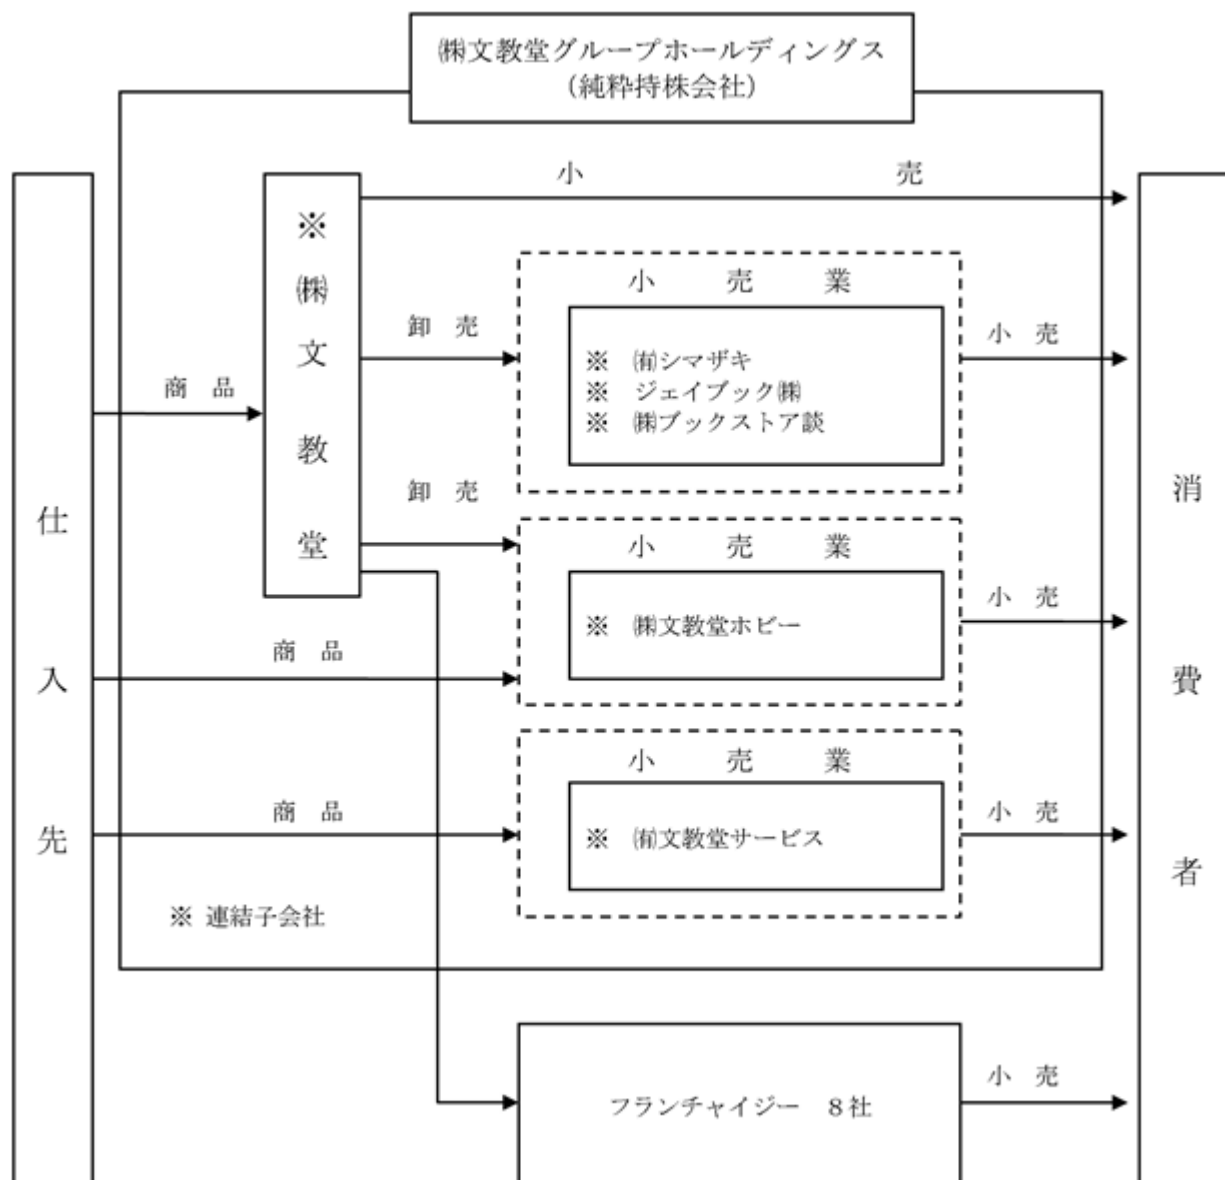 ㈱文教堂グループホールディングス
（純粋持株会社）
小　売
仕入先
商　品
※㈱文教堂
卸　売
小　売　業
※　㈲シマザキ
※　ジェイブック㈱
※　㈱ブックストア談
小　売
卸　売
小　売　業
※　㈱文教堂ホビー
小　売
商　品
小　売　業
※　㈲文教堂サービス
小　売
商　品
※ 連結子会社
フランチャイジー　８社
小　売
消費者